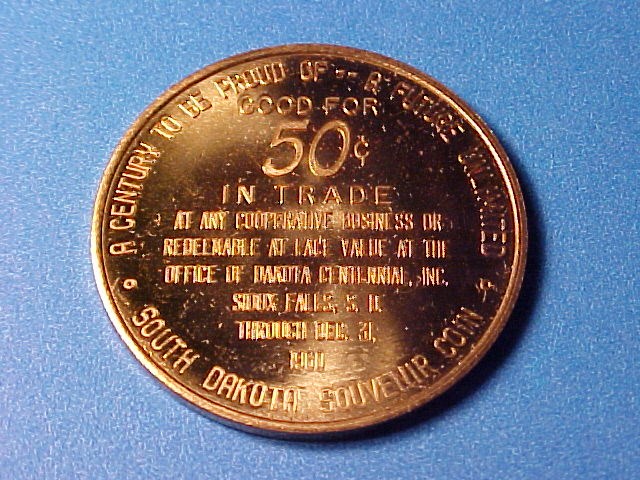 A CENTURY TO BE PROUD OF -- A FUTURE UNLIMITED
GOOD FOR
50¢
IN TRADE
AT ANY COOPERATIVE BUSINESS OR
REDEEMABLE AT FACE VALUE AT THE
OFFICE OF DAKOTA CENTENNIAL, INC.
SIOUX FALLS, S. D.
THROUGH DEC. 31,
SOUTH DAKOTA SOUVENIR COIN